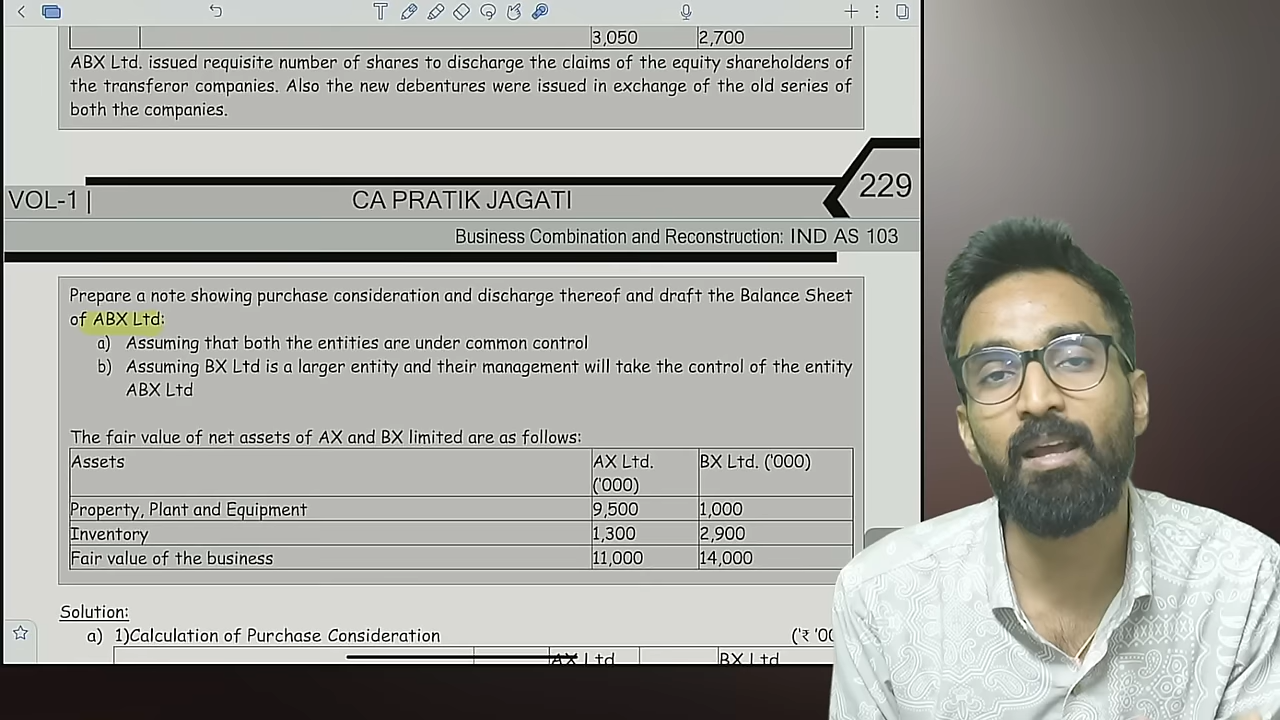 3,050 2,700
ABX Ltd. issued requisite number of shares to discharge the claims of the equity shareholders of
the transferor companies. Also the new debentures were issued in exchange of the old series of
both the companies.
229
VOL-1 | CA PRATIK JAGATI
Business Combination and Reconstruction: IND AS 103
Prepare a note showing purchase consideration and discharge thereof and draft the Balance Sheet
of ABX Ltd:
a) Assuming that both the entities are under common control
b) Assuming BX Ltd is a larger entity and their management will take the control of the entity
ABX Ltd
The fair value of net assets of AX and BX limited are as follows:
Assets AX Ltd. BX Ltd. ('000)
('000)
Property, Plant and Equipment 9,500 1,000
Inventory 1,300 2,900
Fair value of the business 11,000 14,000
Solution:
a) 1)Calculation of Purchase Consideration ('₹ '00
AX Ltd BX Ltd